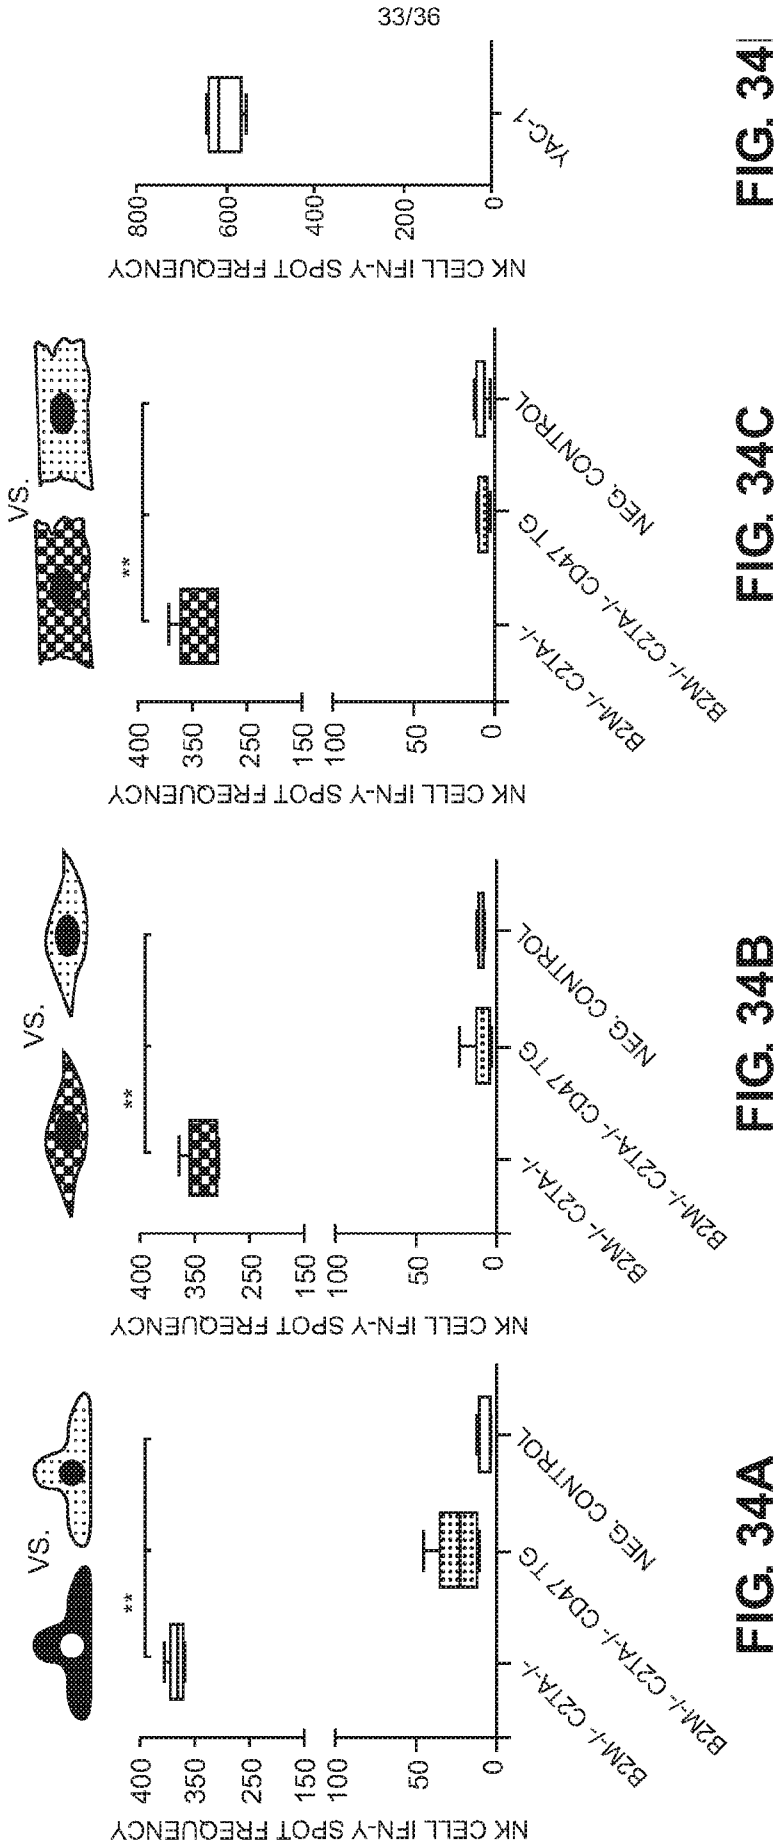 33/36
VS.
NK CELL IFN-Y SPOT FREQUENCY
400
350
250
150
100
50
0
**
B2M-/- C2TA-/-
B2M-/- C2TA-/- CD47 TG
NEG. CONTROL
FIG. 34A
VS.
NK CELL IFN-Y SPOT FREQUENCY
400
350
250
150
100
50
0
**
B2M-/- C2TA-/-
B2M-/- C2TA-/- CD47 TG
NEG. CONTROL
FIG. 34B
VS.
NK CELL IFN-Y SPOT FREQUENCY
400
350
250
150
100
50
0
**
B2M-/- C2TA-/-
B2M-/- C2TA-/- CD47 TG
NEG. CONTROL
FIG. 34C
NK CELL IFN-Y SPOT FREQUENCY
800
600
400
200
0
YAC-1
FIG. 34